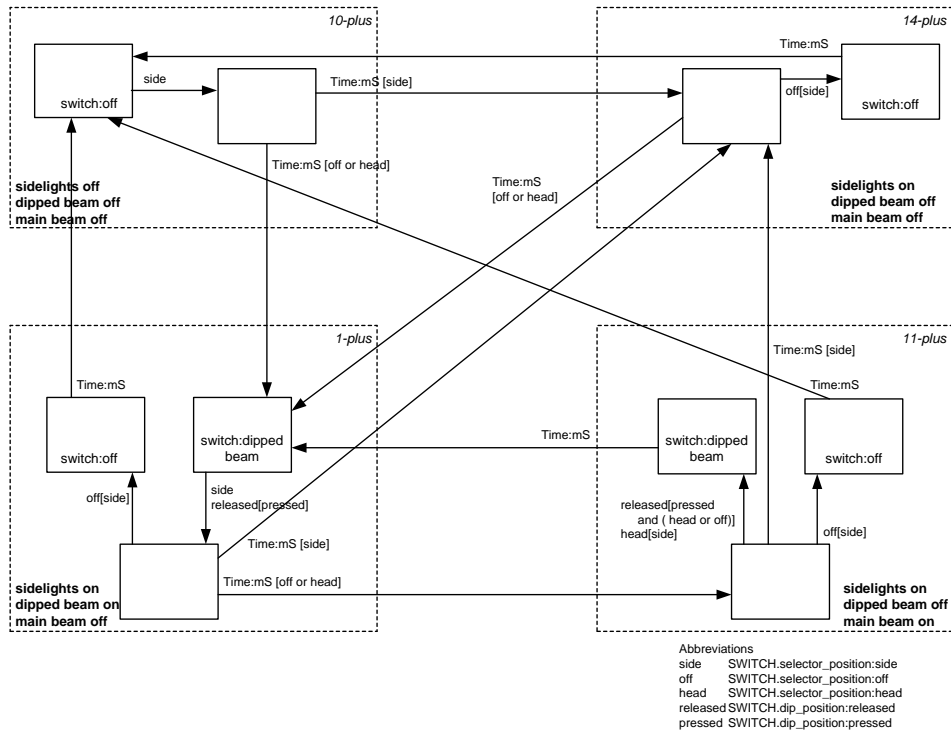 10-plus
14-plus
Time:mS
side
Time:mS [side]
off[side]
switch:off
switch:off
Time:mS [off or head]
Time:mS
[off or head]
sidelights off
dipped beam off
main beam off
sidelights on
dipped beam off
main beam off
1-plus
11-plus
Time:mS [side]
Time:mS
Time:mS
switch:dipped
beam
Time:mS
switch:dipped
beam
switch:off
switch:off
side
released[pressed]
off[side]
released[pressed
and ( head or off)]
head[side]
off[side]
Time:mS [side]
Time:mS [off or head]
sidelights on
dipped beam on
main beam off
sidelights on
dipped beam off
main beam on
Abbreviations
side SWITCH.selector_position:side
off SWITCH.selector_position:off
head SWITCH.selector_position:head
released SWITCH.dip_position:released
pressed SWITCH.dip_position:pressed